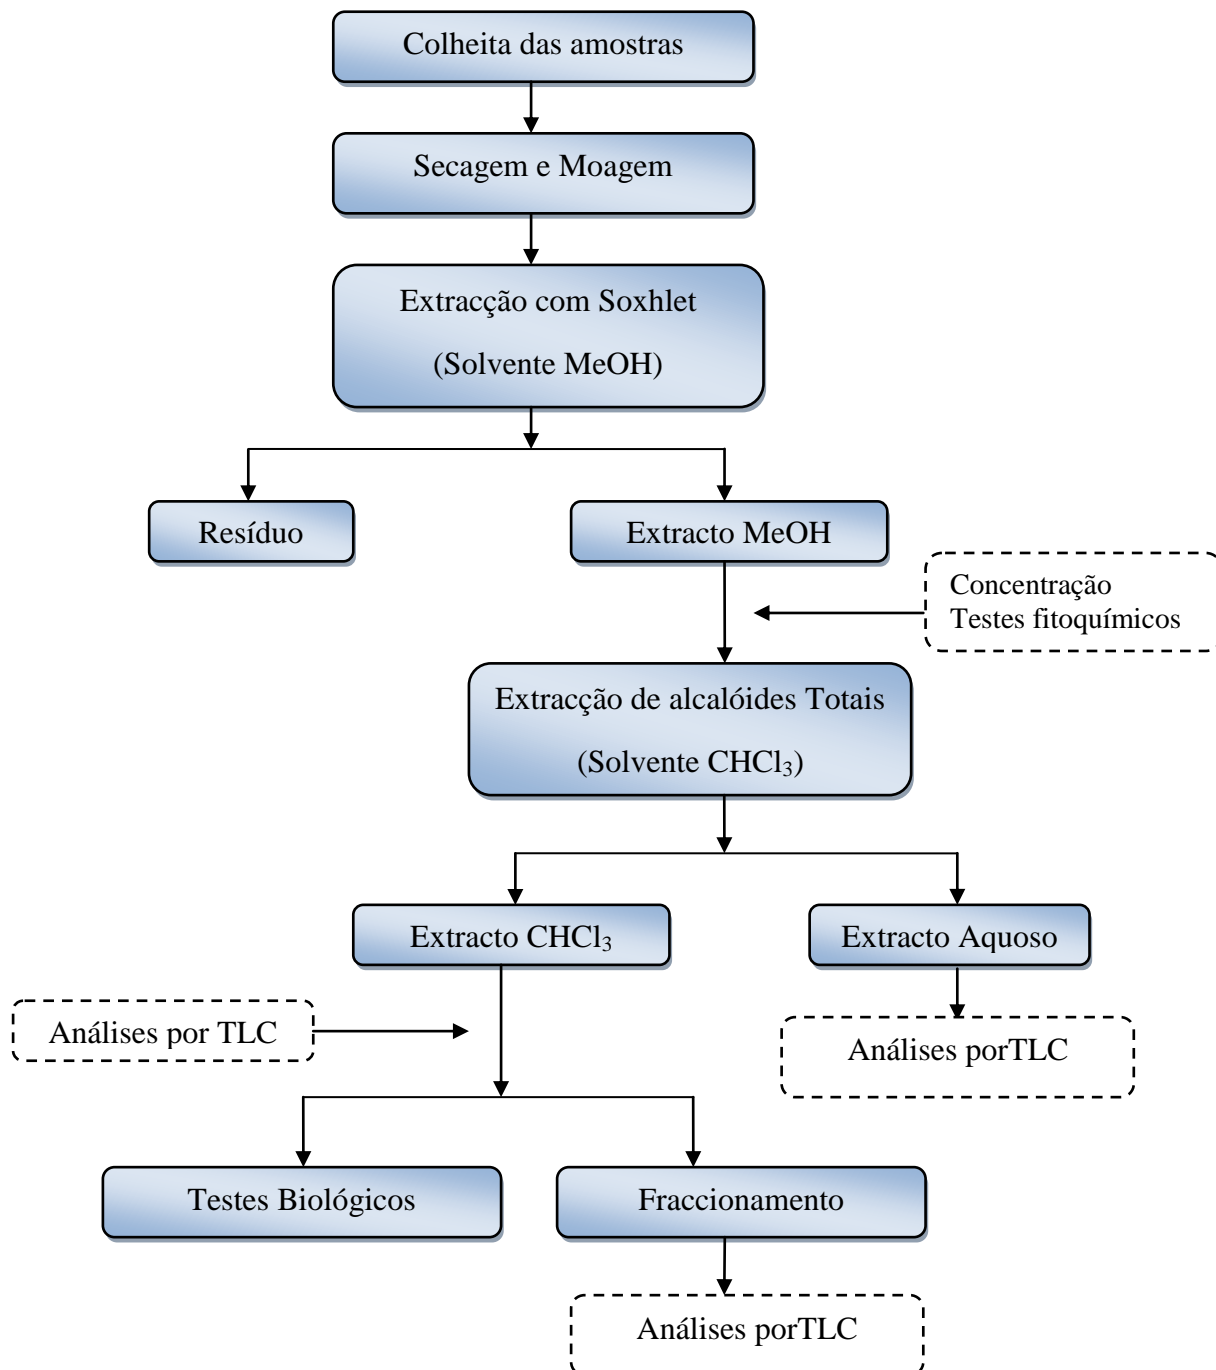 Colheita das amostras
Secagem e Moagem
Extracção com Soxhlet
(Solvente MeOH)
Resíduo
Extracto MeOH
Concentração
Testes fitoquímicos
Extracção de alcalóides Totais
(Solvente CHCl₃)
Extracto CHCl₃
Extracto Aquoso
Análises por TLC
Análises porTLC
Testes Biológicos
Fraccionamento
Análises porTLC